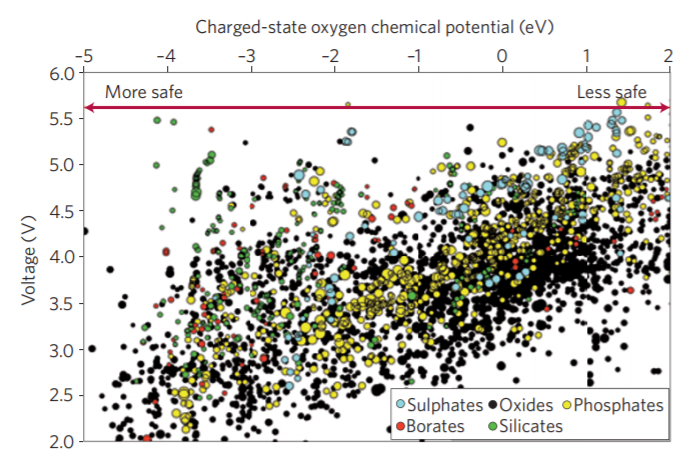 Charged-state oxygen chemical potential (eV)
−5 −4 −3 −2 −1 0 1 2
6.0
More safe Less safe
5.5
5.0
4.5
Voltage (V)
4.0
3.5
3.0
2.5
2.0
Sulphates Oxides Phosphates
Borates Silicates